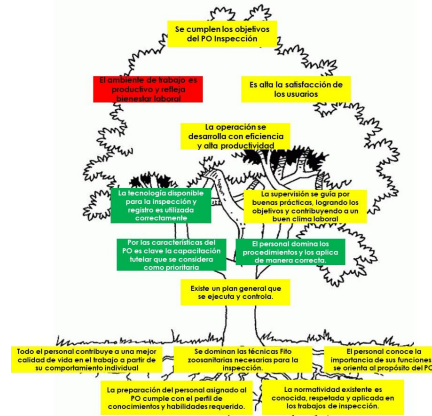 Se cumplen los objetivos
del PO Inspección
El ambiente de trabajo es
productivo y refleja
bienestar laboral
Es alta la satisfacción de
los usuarios
La operación se
desarrolla con eficiencia
y alta productividad
La tecnología disponible
para la inspección y
registro es utilizada
correctamente
La supervisión se guía por
buenas prácticas, logrando los
objetivos y contribuyendo a un
buen clima laboral
Por las características del
PO es clave la capacitación
tutelar que se considera
como prioritaria
El personal domina los
procedimientos y los aplica
de manera correcta.
Existe un plan general que
se ejecuta y controla.
Todo el personal contribuye a una mejor
calidad de vida en el trabajo a partir de
su comportamiento individual
Se dominan las técnicas Fito
zoosanitarias necesarias para la
inspección.
El personal conoce la
importancia de sus funciones y
se orienta al propósito del PO
La preparación del personal asignado al
PO cumple con el perfil de
conocimientos y habilidades requerido.
La normatividad existente es
conocida, respetada y aplicada en
los trabajos de inspección.